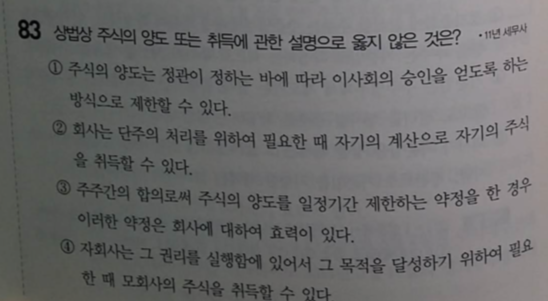 83 상법상 주식의 양도 또는 취득에 관한 설명으로 옳지 않은 것은? •11년 세무사
① 주식의 양도는 정관이 정하는 바에 따라 이사회의 승인을 얻도록 하는
방식으로 제한할 수 있다.
② 회사는 단주의 처리를 위하여 필요한 때 자기의 계산으로 자기의 주식
을 취득할 수 있다.
③ 주주간의 합의로써 주식의 양도를 일정기간 제한하는 약정을 한 경우
이러한 약정은 회사에 대하여 효력이 있다.
④ 자회사는 그 권리를 실행함에 있어서 그 목적을 달성하기 위하여 필요
한 때 모회사의 주식을 취득할 수 있다